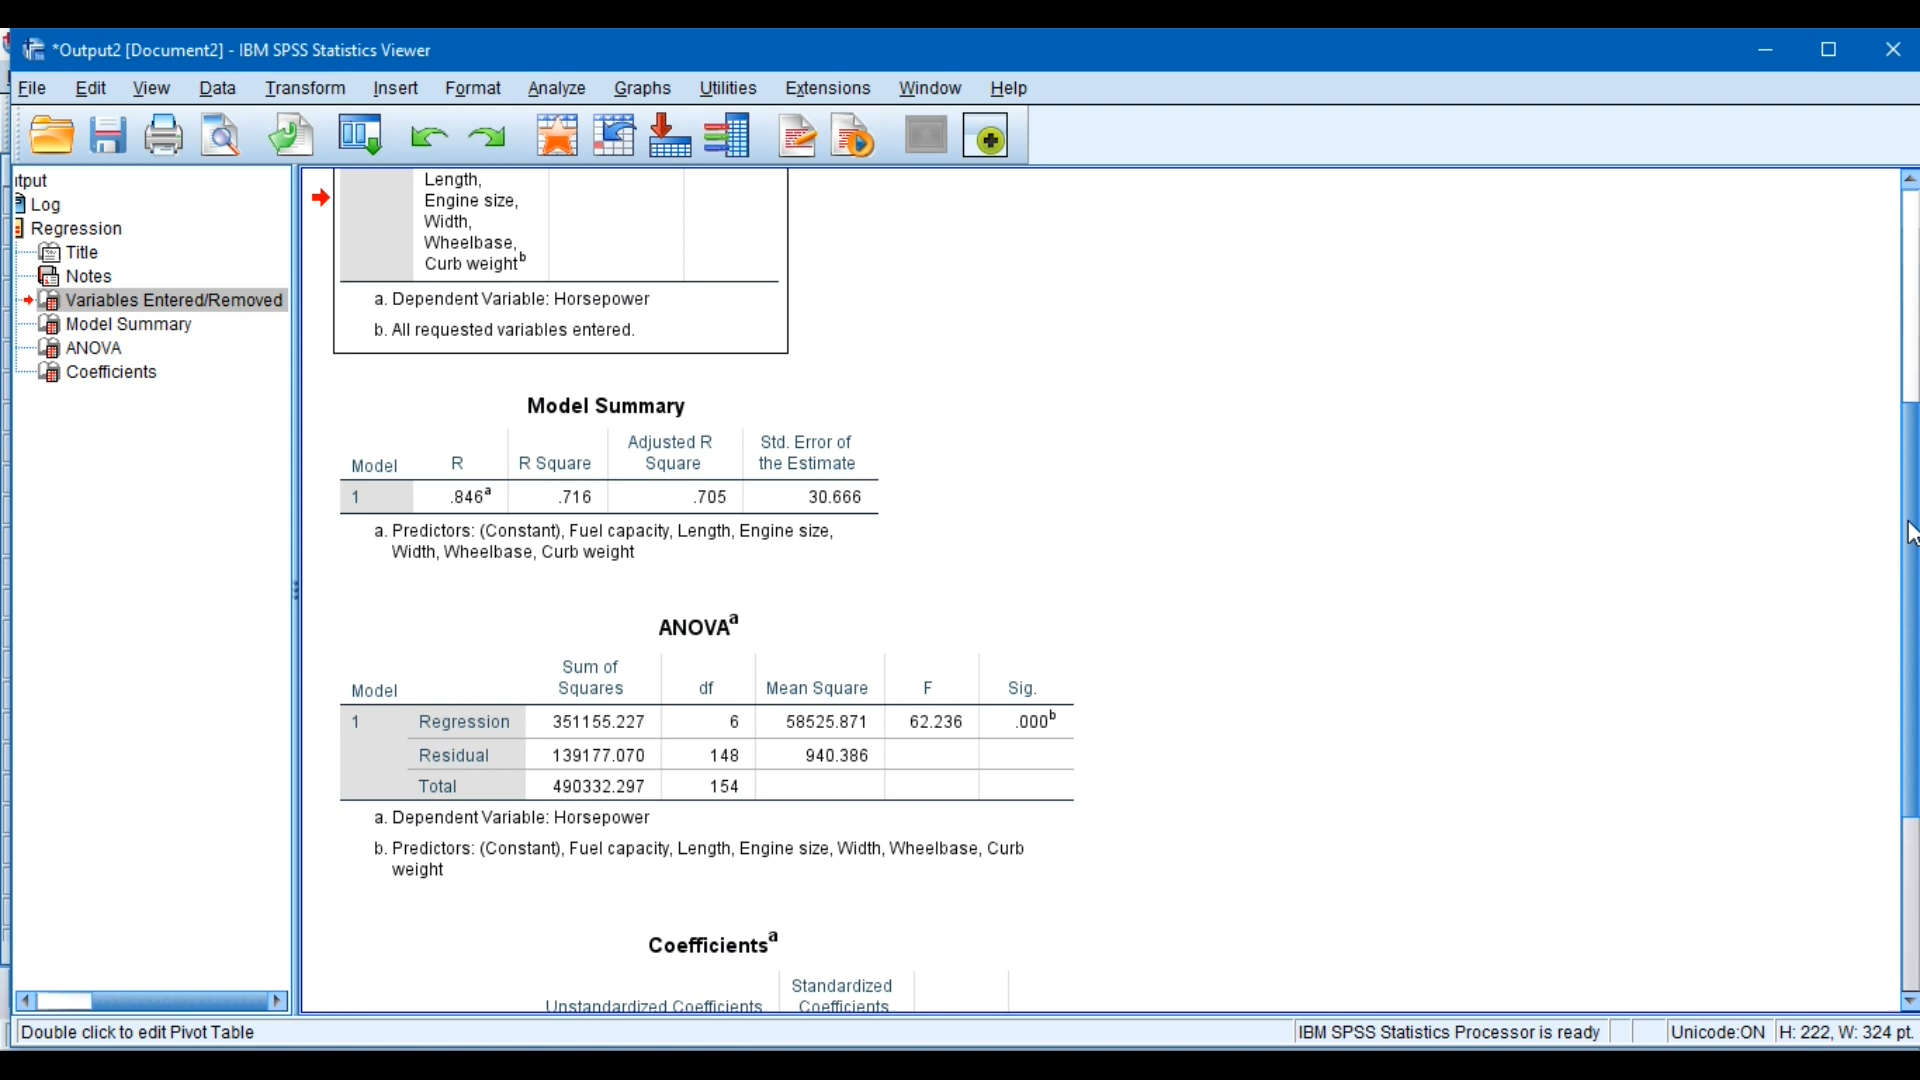 *Output2 [Document2] - IBM SPSS Statistics Viewer
File Edit View Data Transform Insert Format Analyze Graphs Utilities Extensions Window Help
Log
Regression
Title
Notes
Variables Entered/Removed
Model Summary
ANOVA
Coefficients
Length,
Engine size,
Width,
Wheelbase,
Curb weight b
a. Dependent Variable: Horsepower
b. All requested variables entered.
Model Summary
Model R R Square Adjusted R Square Std. Error of the Estimate
1 .846a .716 .705 30.666
a. Predictors: (Constant), Fuel capacity, Length, Engine size,
Width, Wheelbase, Curb weight
ANOVAa
Model Sum of Squares df Mean Square F Sig.
1 Regression 351155.227 6 58525.871 62.236 .000b
Residual 139177.070 148 940.386
Total 490332.297 154
a. Dependent Variable: Horsepower
b. Predictors: (Constant), Fuel capacity, Length, Engine size, Width, Wheelbase, Curb
weight
Coefficientsa
Standardized
Unstandardized Coefficients Coefficients
Double click to edit Pivot Table IBM SPSS Statistics Processor is ready Unicode:ON H: 222, W: 324 pt.